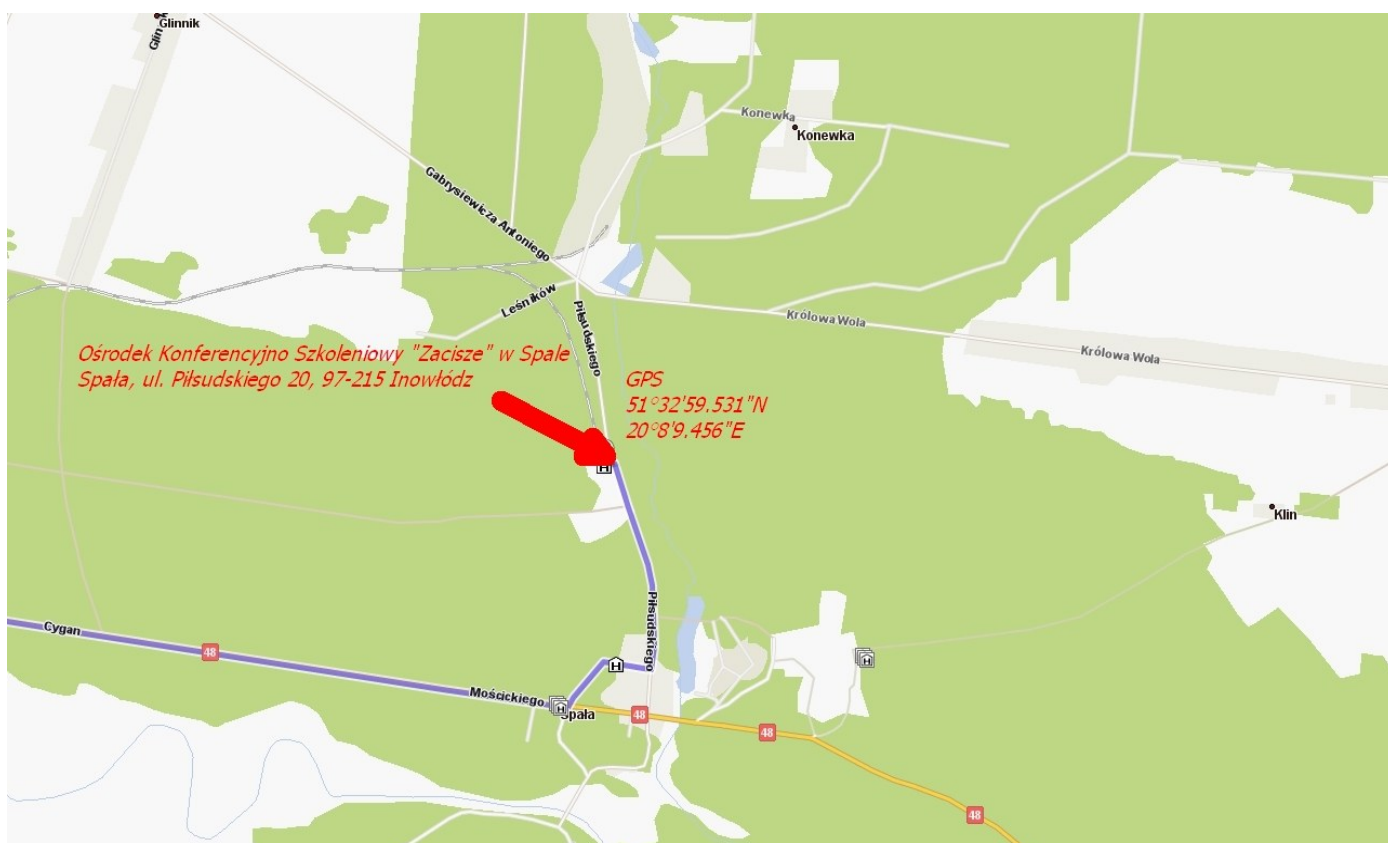 Glinnik
Glin
Konewka
Konewka
Gabrysiewicza Antoniego
Leśników
Piłsudskiego
Królowa Wola
Królowa Wola
Ośrodek Konferencyjno Szkoleniowy "Zacisze" w Spale
Spała, ul. Piłsudskiego 20, 97-215 Inowłódz
GPS
51°32'59.531"N
20°8'9.456"E
H
Klin
Piłsudskiego
Cygan
48
H
H
Mościckiego
H
Spała
48
48
48